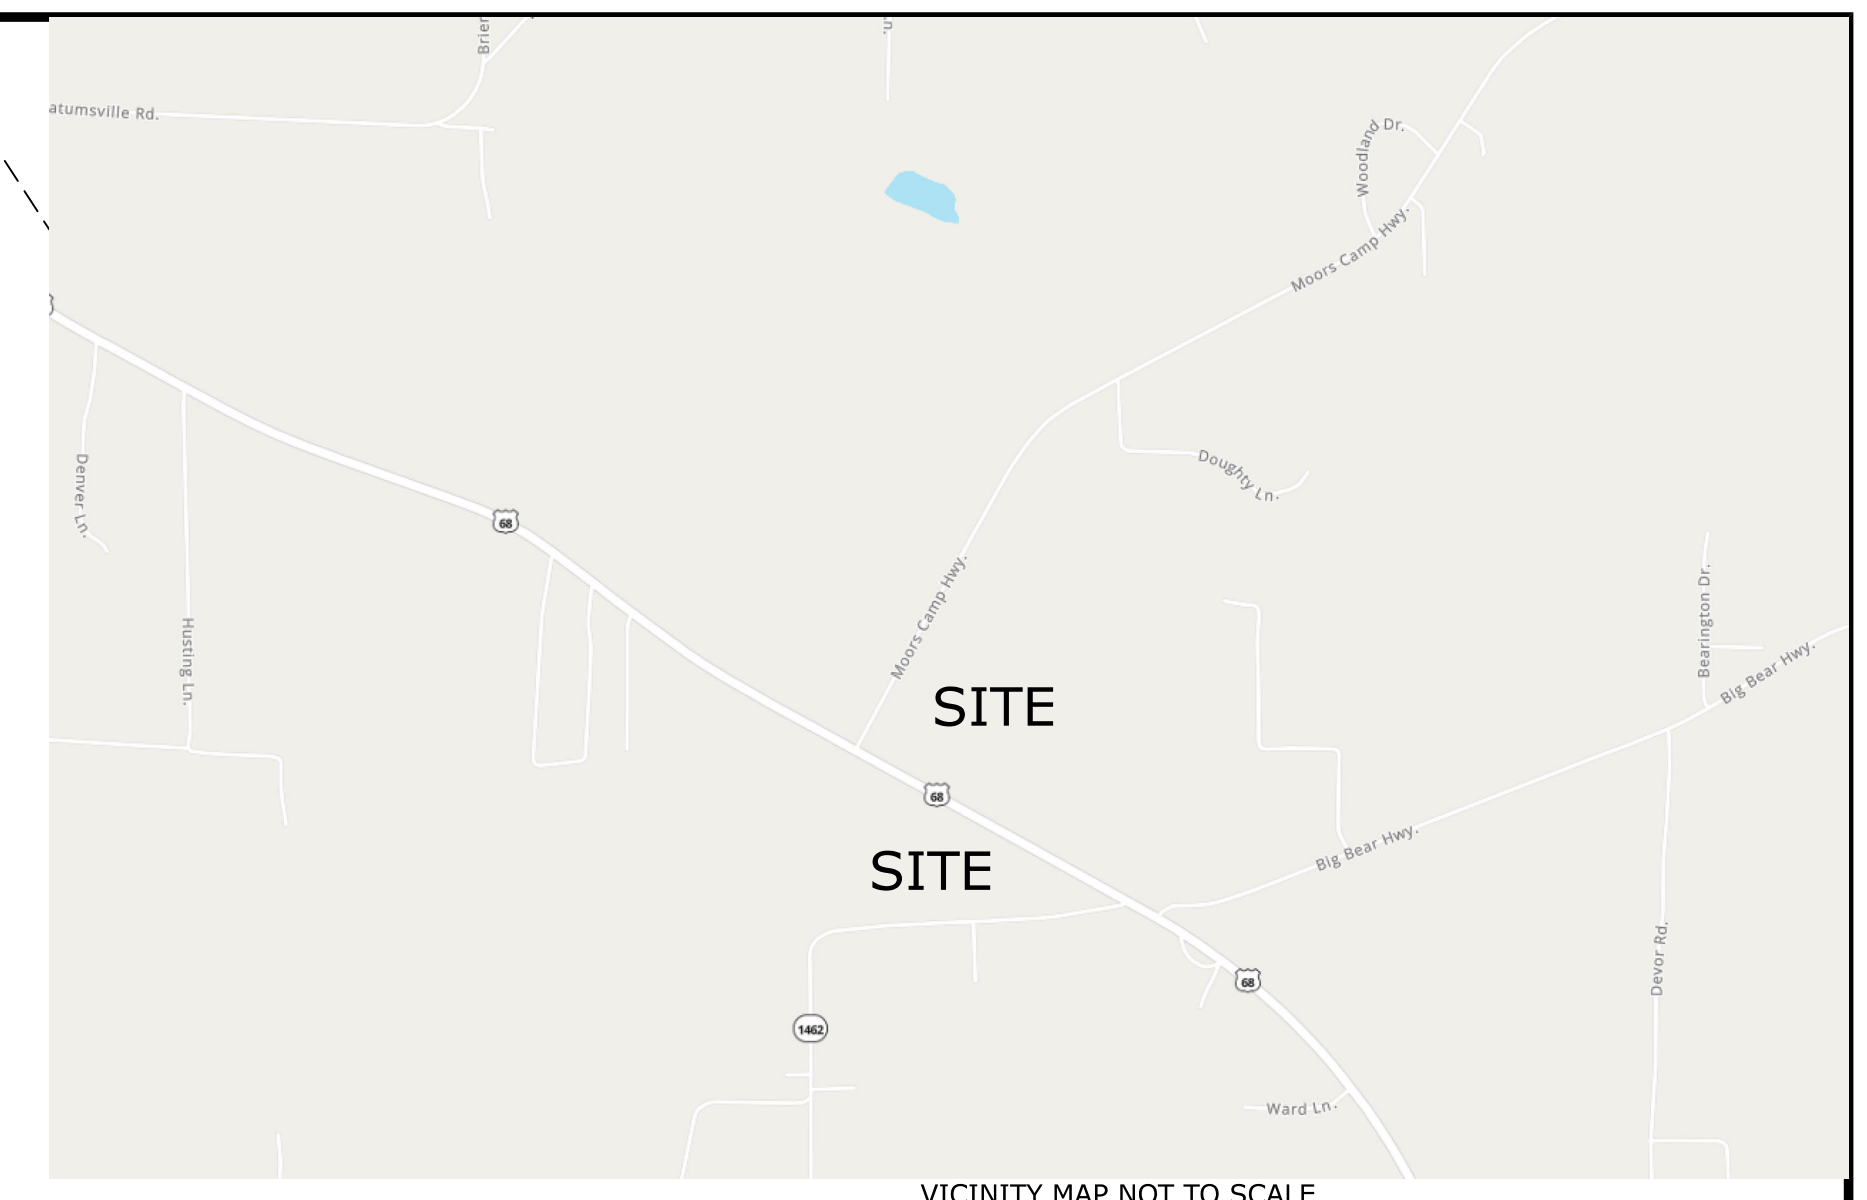 Brier
n.
atumsville Rd.
Woodland Dr.
Moors Camp Hwy.
Denver Ln.
Doughty Ln.
68
Moors Camp Hwy.
Bearington Dr.
Husting Ln.
Big Bear Hwy.
SITE
68
Big Bear Hwy.
SITE
Devor Rd.
68
1462
Ward Ln.
VICINITY MAP NOT TO SCALE